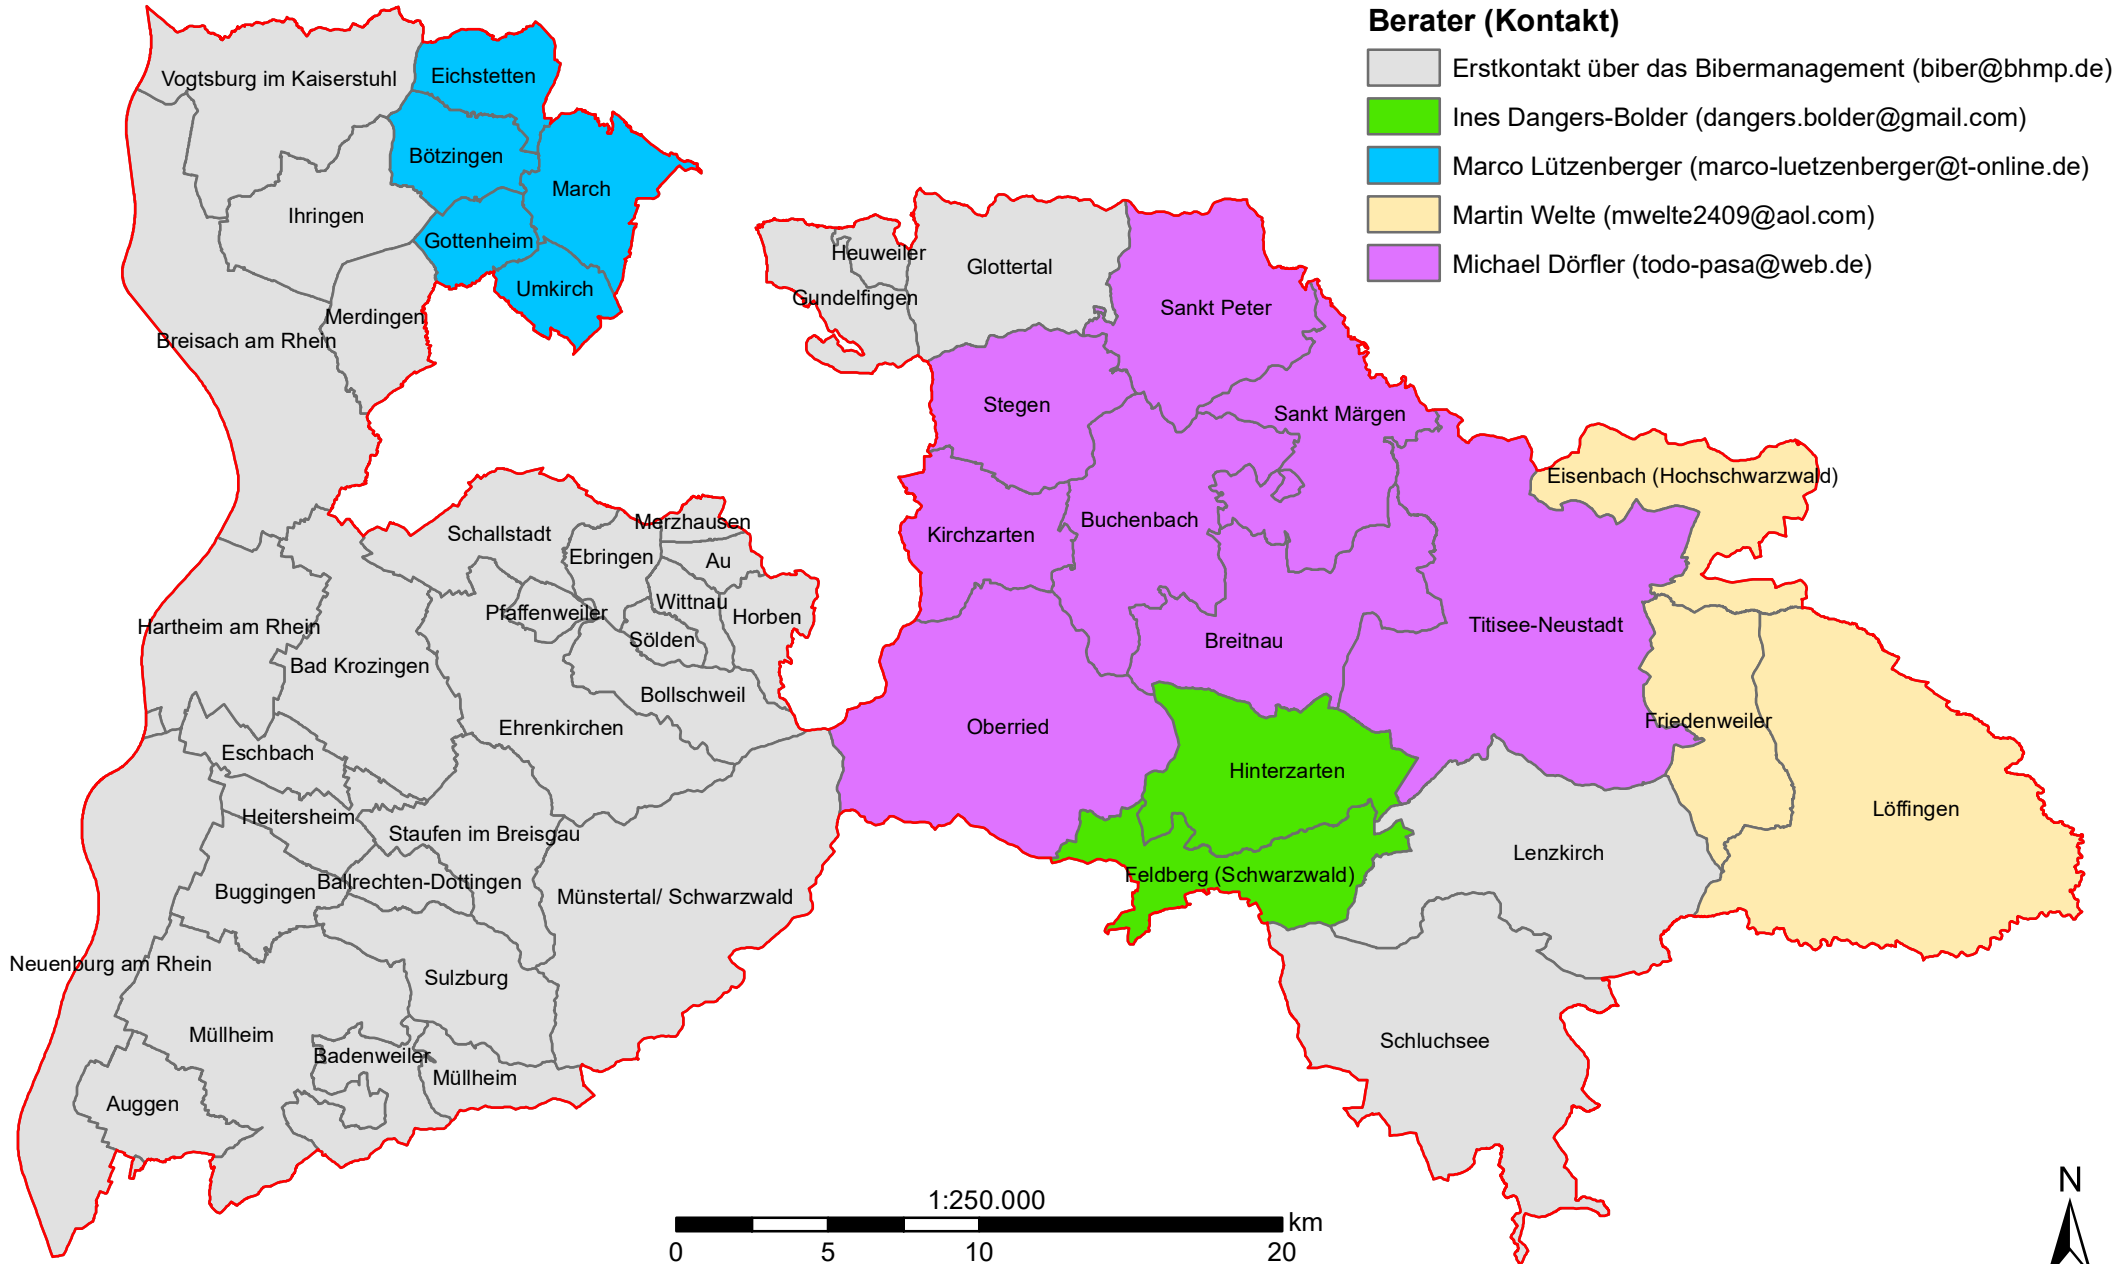 Berater (Kontakt)
Erstkontakt über das Bibermanagement (biber@bhmp.de)
Ines Dangers-Bolder (dangers.bolder@gmail.com)
Marco Lützenberger (marco-luetzenberger@t-online.de)
Martin Welte (mwelte2409@aol.com)
Michael Dörfler (todo-pasa@web.de)
Vogtsburg im Kaiserstuhl
Eichstetten
Bötzingen
March
Ihringen
Gottenheim
Umkirch
Merdingen
Breisach am Rhein
Heuweiler
Glottertal
Gundelfingen
Sankt Peter
Stegen
Sankt Märgen
Eisenbach (Hochschwarzwald)
Kirchzarten
Buchenbach
Titisee-Neustadt
Breitnau
Oberried
Friedenweiler
Hinterzarten
Löffingen
Lenzkirch
Feldberg (Schwarzwald)
Schluchsee
Schallstadt
Merzhausen
Ebringen
Au
Wittnau
Horben
Pfaffenweiler
Sölden
Hartheim am Rhein
Bad Krozingen
Bollschweil
Ehrenkirchen
Eschbach
Heitersheim
Staufen im Breisgau
Ballrechten-Dottingen
Buggingen
Münstertal/ Schwarzwald
Neuenburg am Rhein
Sulzburg
Müllheim
Badenweiler
Müllheim
Auggen
1:250.000
km
0 5 10 20
N